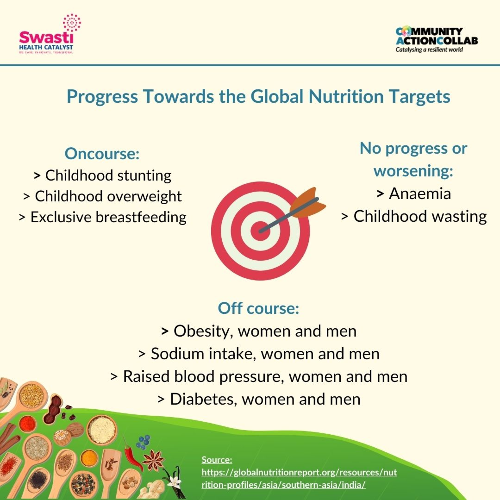 Swasti
HEALTH CATALYST
COMMUNITY
ACTIONCOLLAB
Catalysing a resilient world
Progress Towards the Global Nutrition Targets
Oncourse:
> Childhood stunting
> Childhood overweight
> Exclusive breastfeeding
No progress or
worsening:
> Anaemia
> Childhood wasting
Off course:
> Obesity, women and men
> Sodium intake, women and men
> Raised blood pressure, women and men
> Diabetes, women and men
Source:
https://globalnutritionreport.org/resources/nut
rition-profiles/asia/southern-asia/india/